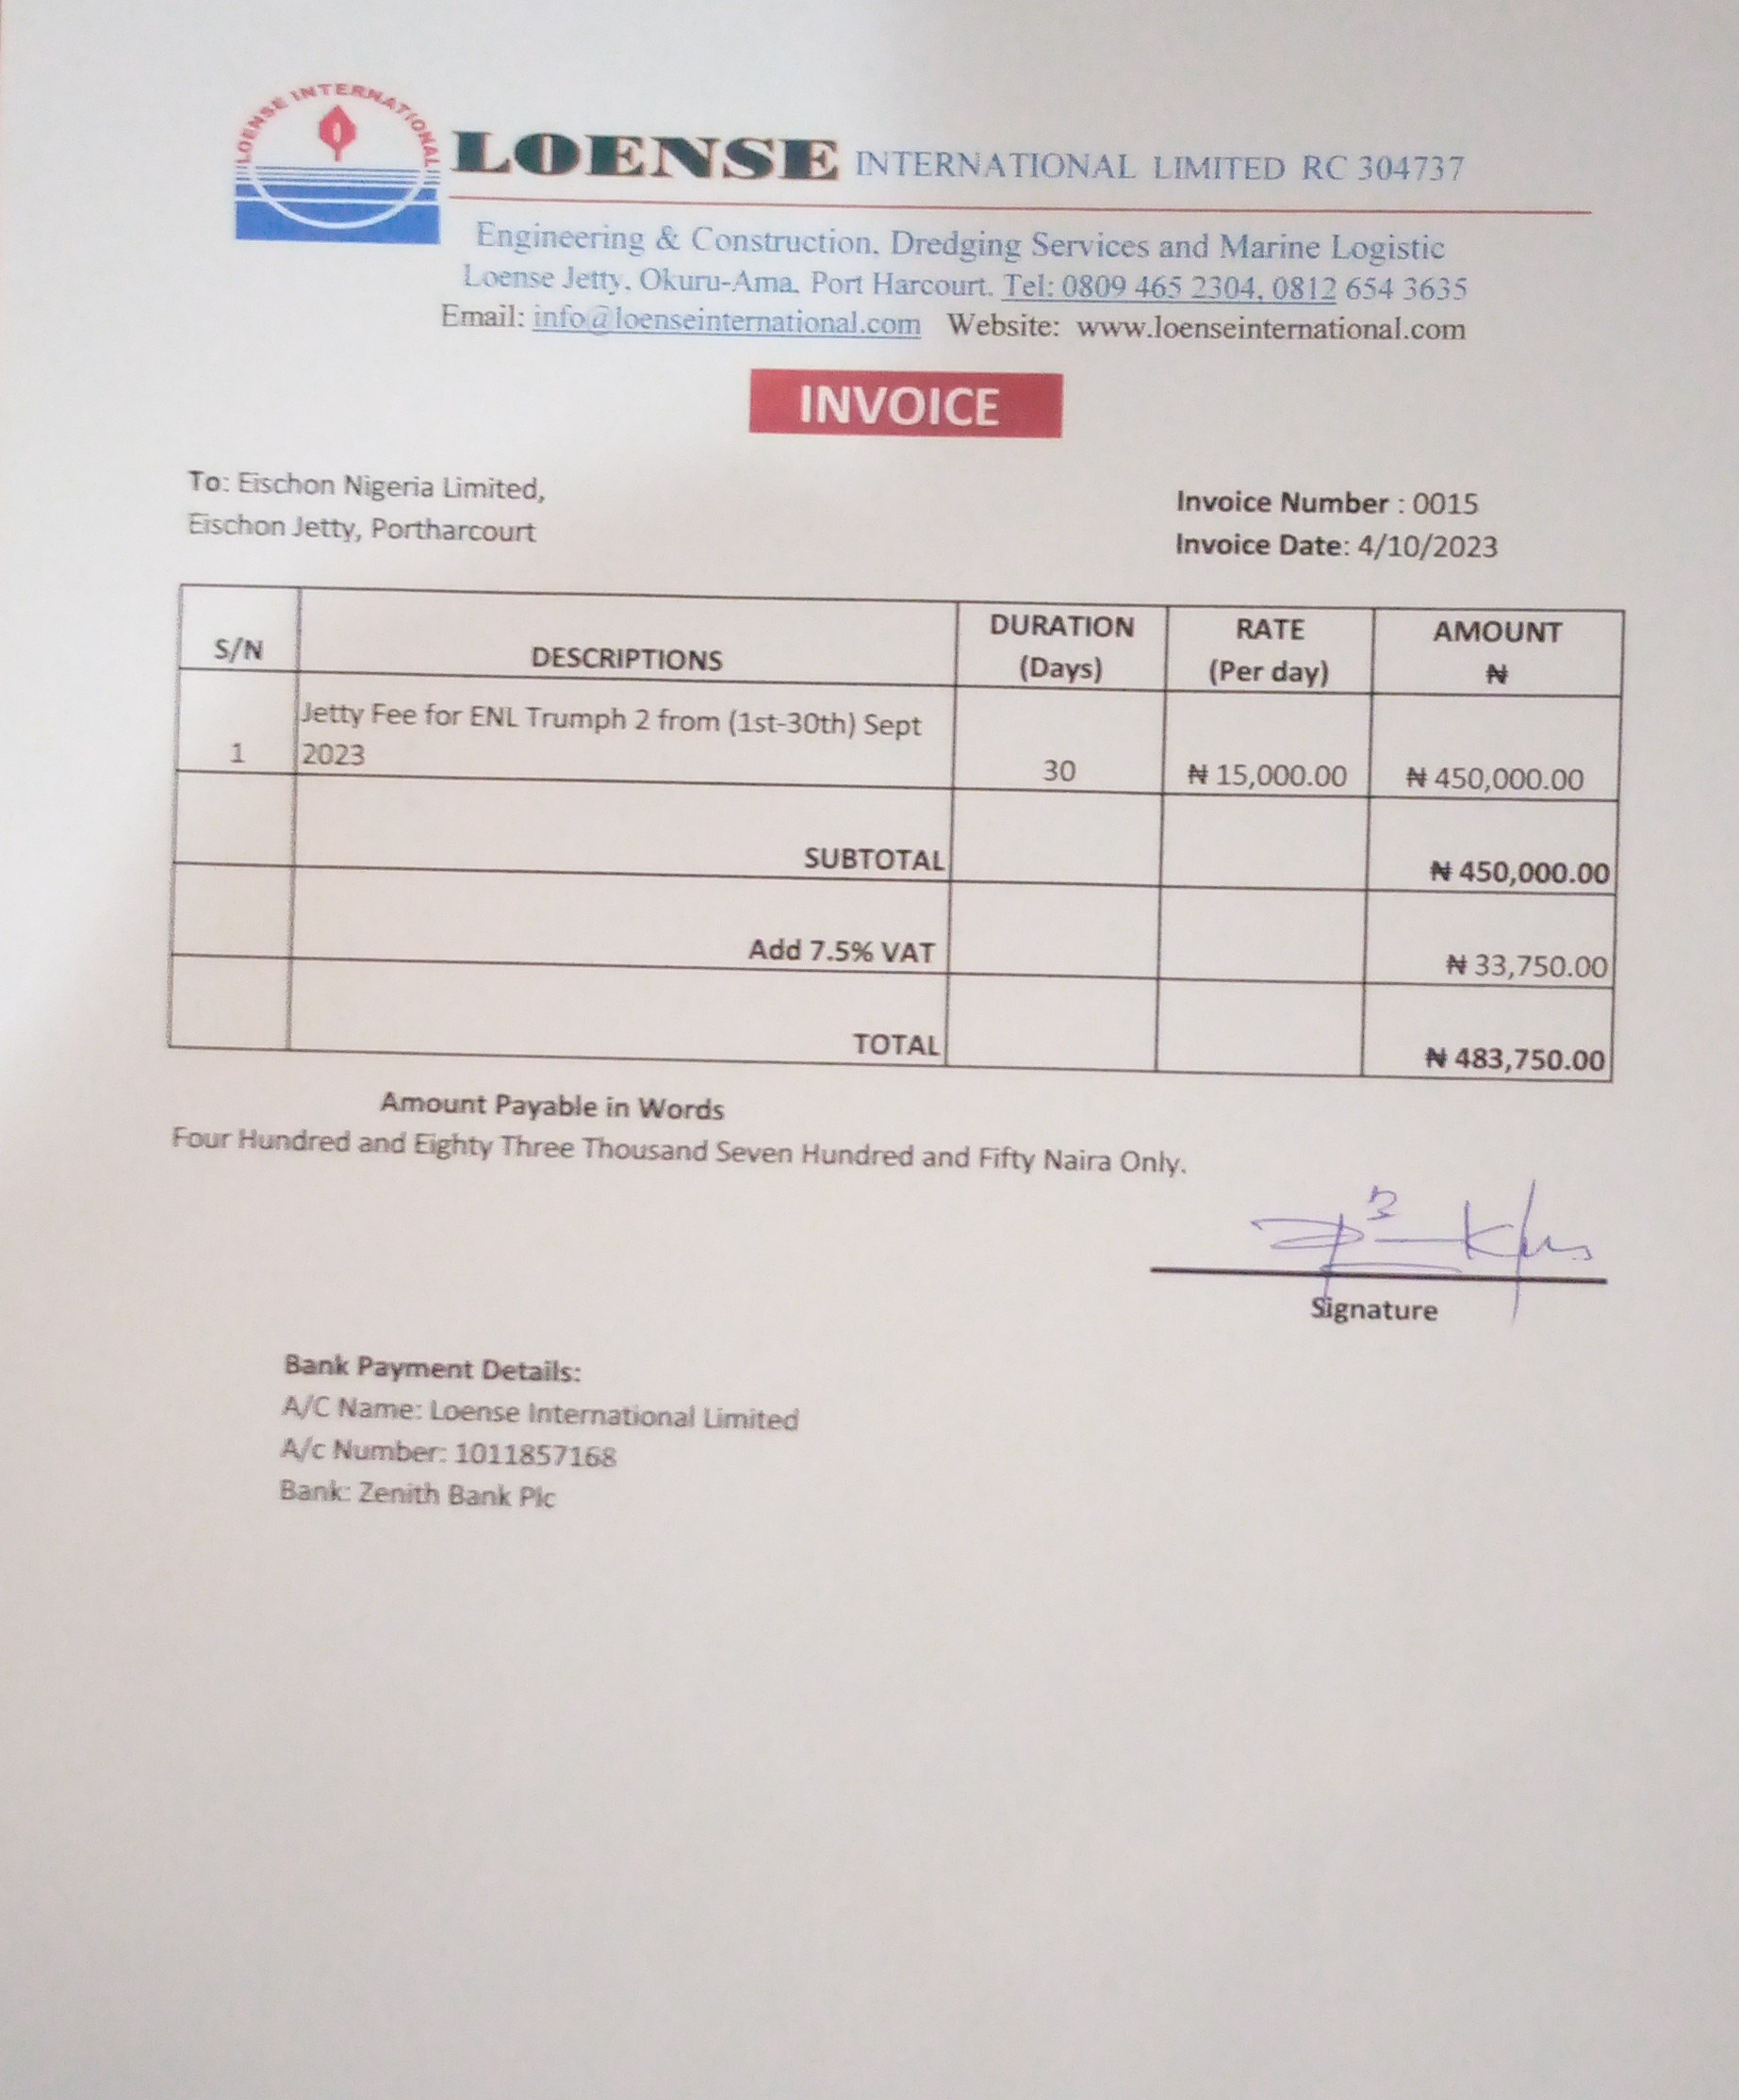 LOENSE INTERNATIONAL
LOENSE INTERNATIONAL LIMITED RC 304737
Engineering & Construction, Dredging Services and Marine Logistic
Loense Jetty, Okuru-Ama, Port Harcourt. Tel: 0809 465 2304, 0812 654 3635
Email: info@loenseinternational.com Website: www.loenseinternational.com
INVOICE
To: Eischon Nigeria Limited,
Eischon Jetty, Portharcourt
Invoice Number : 0015
Invoice Date: 4/10/2023
S/N DESCRIPTIONS DURATION (Days) RATE (Per day) AMOUNT ₦
1 Jetty Fee for ENL Trumph 2 from (1st-30th) Sept 2023 30 ₦ 15,000.00 ₦ 450,000.00
SUBTOTAL ₦ 450,000.00
Add 7.5% VAT ₦ 33,750.00
TOTAL ₦ 483,750.00
Amount Payable in Words
Four Hundred and Eighty Three Thousand Seven Hundred and Fifty Naira Only.
Signature
Bank Payment Details:
A/C Name: Loense International Limited
A/c Number: 1011857168
Bank: Zenith Bank Plc